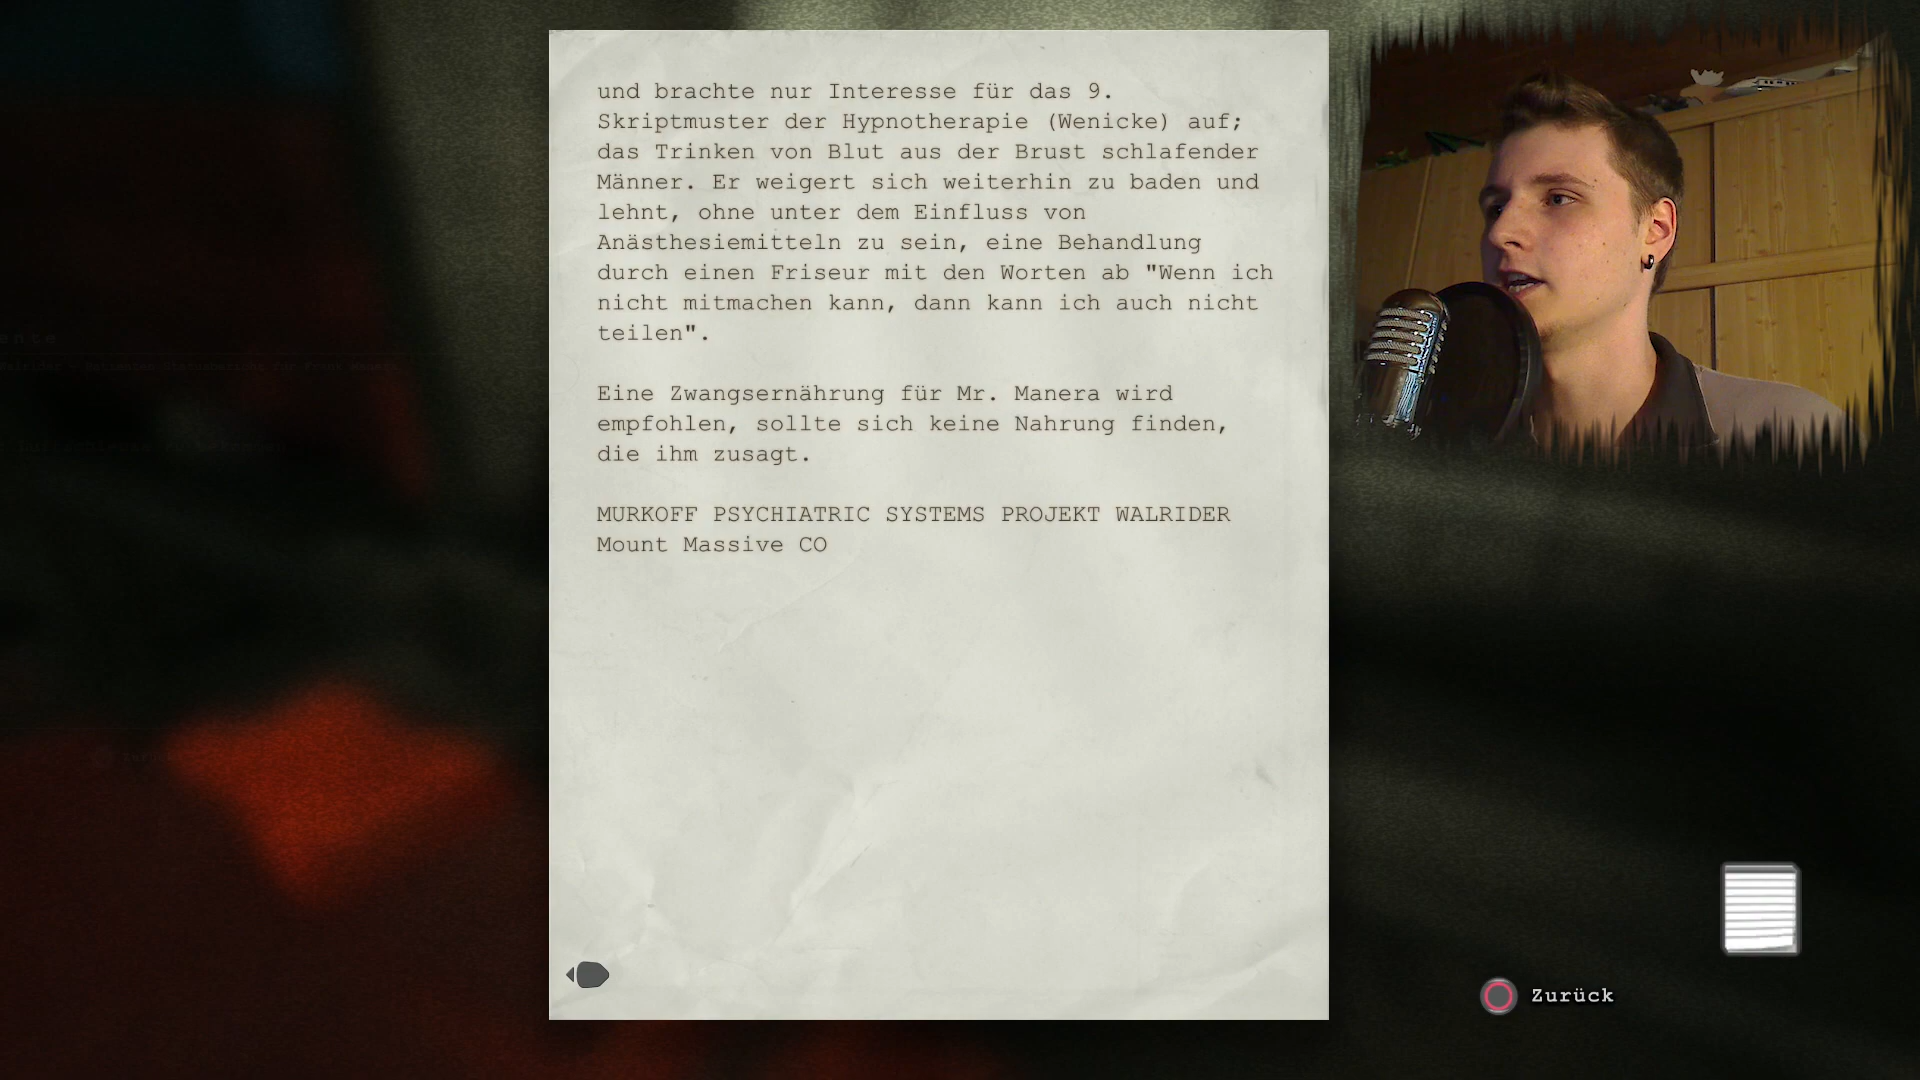 und brachte nur Interesse für das 9.
Skriptmuster der Hypnotherapie (Wenicke) auf;
das Trinken von Blut aus der Brust schlafender
Männer. Er weigert sich weiterhin zu baden und
lehnt, ohne unter dem Einfluss von
Anästhesiemitteln zu sein, eine Behandlung
durch einen Friseur mit den Worten ab "Wenn ich
nicht mitmachen kann, dann kann ich auch nicht
teilen".
Eine Zwangsernährung für Mr. Manera wird
empfohlen, sollte sich keine Nahrung finden,
die ihm zusagt.
MURKOFF PSYCHIATRIC SYSTEMS PROJEKT WALRIDER
Mount Massive CO
Zurück